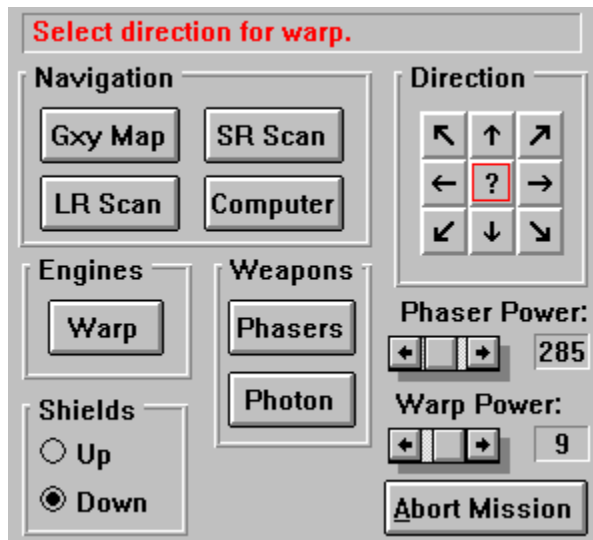 Select direction for warp.
Navigation
Direction
Gxy Map
SR Scan
LR Scan
Computer
?
Engines
Weapons
Warp
Phasers
Photon
Phaser Power:
285
Shields
Up
Down
Warp Power:
9
Abort Mission